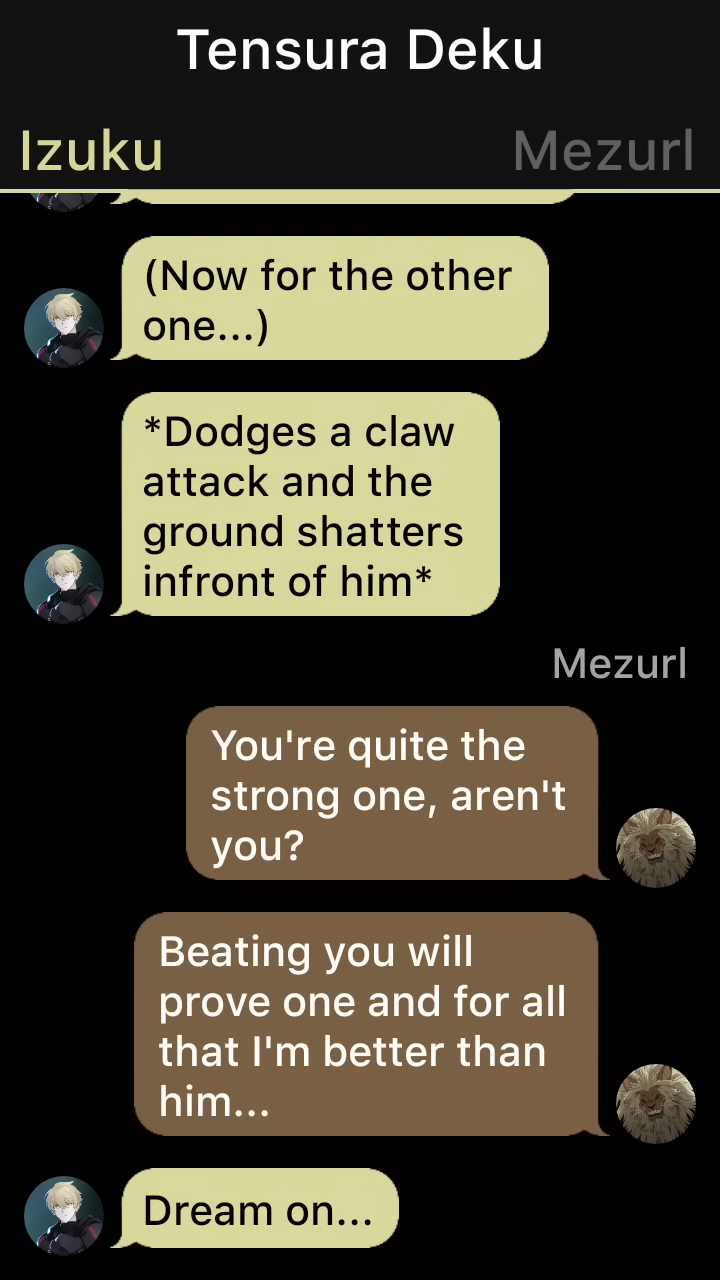 Tensura Deku
Izuku
Mezurl
(Now for the other
one...)
*Dodges a claw
attack and the
ground shatters
infront of him*
Mezurl
You're quite the
strong one, aren't
you?
Beating you will
prove one and for all
that I'm better than
him...
Dream on...